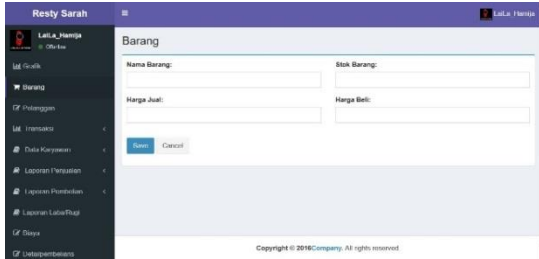 Resty Sarah
LaiLa_Hamija
LaiLa_Hamija
Offline
Grafik
Barang
Pelanggan
Transaksi
Data Karyawan
Laporan Penjualan
Laporan Pembelian
Laporan Laba/Rugi
Biaya
Detailpembelians
Barang
Nama Barang:
Stok Barang:
Harga Jual:
Harga Beli:
Save Cancel
Copyright © 2016Company. All rights reserved.